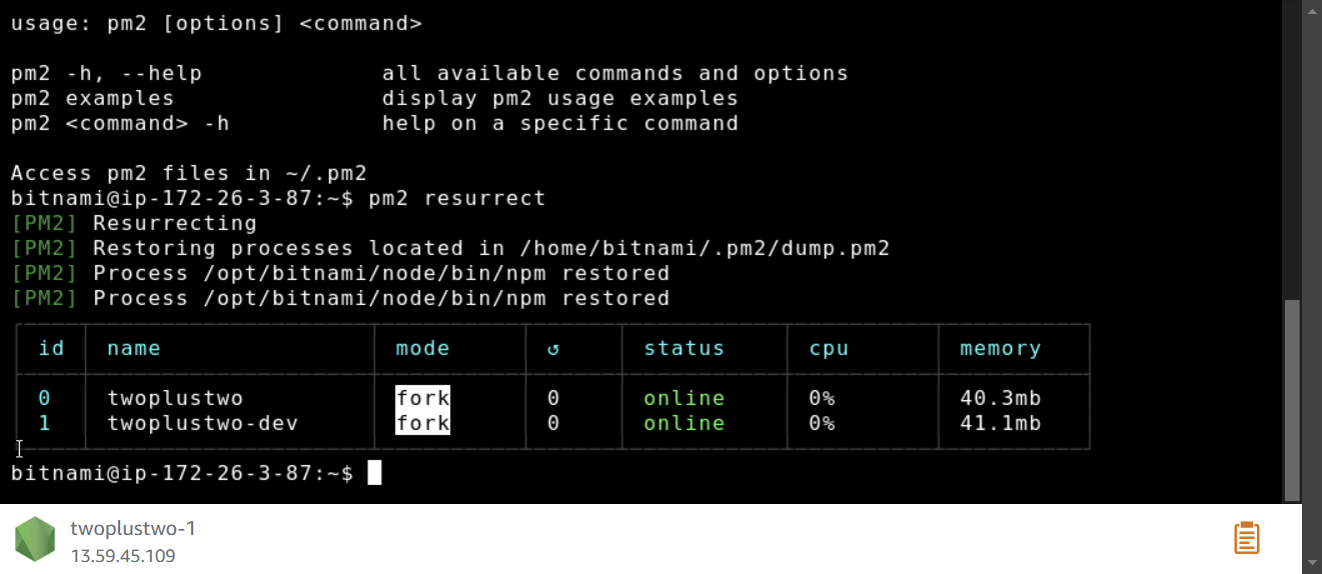 usage: pm2 [options] <command>
pm2 -h, --help all available commands and options
pm2 examples display pm2 usage examples
pm2 <command> -h help on a specific command
Access pm2 files in ~/.pm2
bitnami@ip-172-26-3-87:~$ pm2 resurrect
[PM2] Resurrecting
[PM2] Restoring processes located in /home/bitnami/.pm2/dump.pm2
[PM2] Process /opt/bitnami/node/bin/npm restored
[PM2] Process /opt/bitnami/node/bin/npm restored
id name mode ↺ status cpu memory
0 twoplustwo fork 0 online 0% 40.3mb
1 twoplustwo-dev fork 0 online 0% 41.1mb
bitnami@ip-172-26-3-87:~$
twoplustwo-1
13.59.45.109